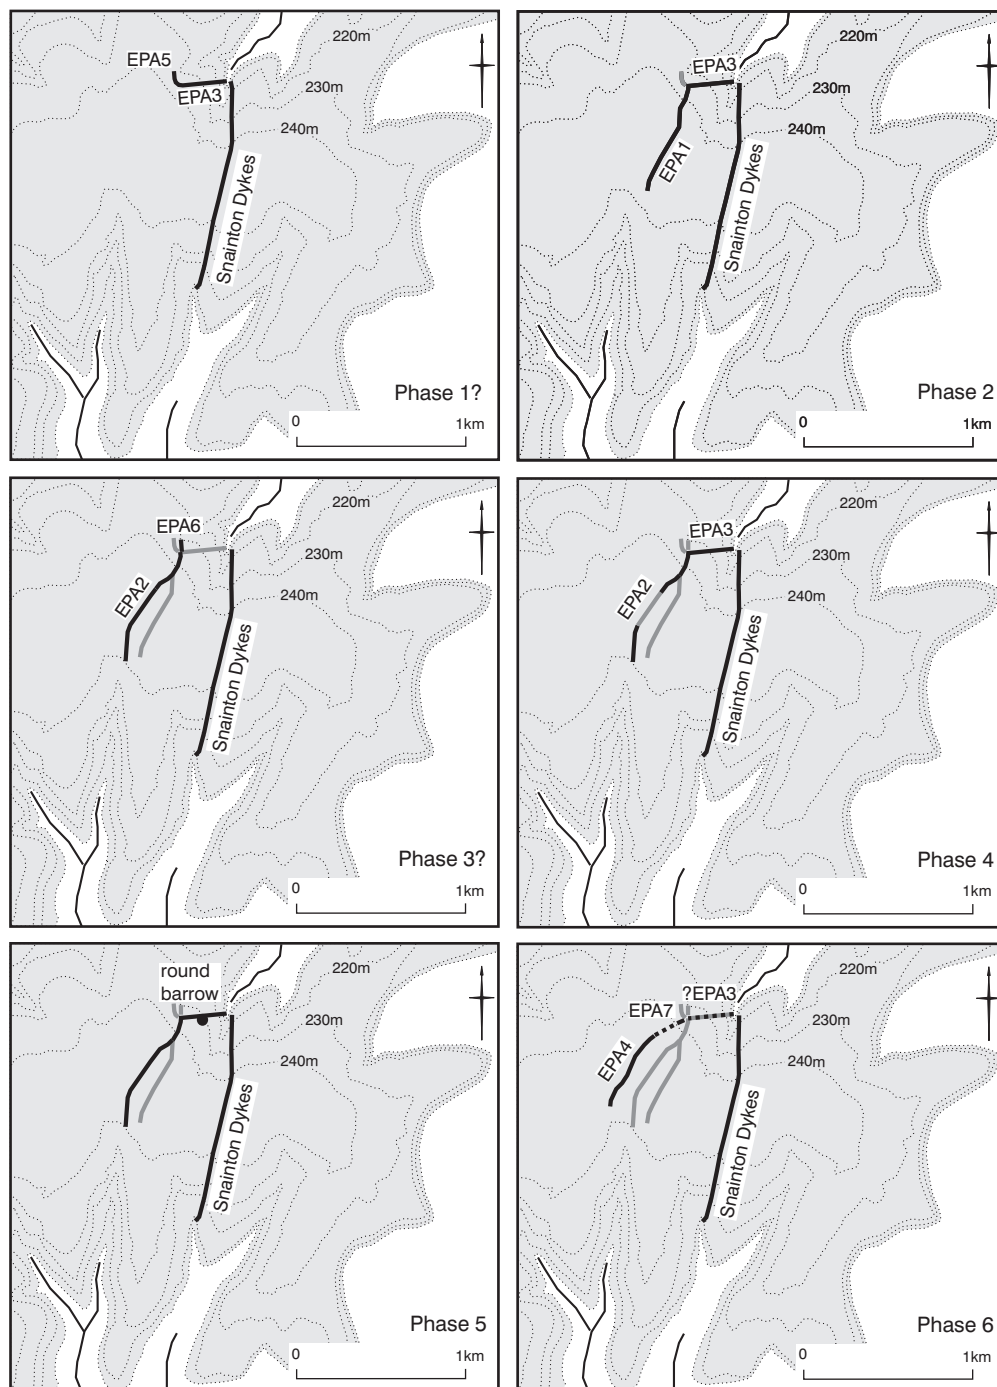 EPA5
EPA3
220m
230m
240m
Snainton Dykes
Phase 1?
0
1km
EPA3
220m
230m
240m
EPA1
Snainton Dykes
Phase 2
0
1km
EPA6
220m
230m
240m
EPA2
Snainton Dykes
Phase 3?
0
1km
EPA3
220m
230m
240m
EPA2
Snainton Dykes
Phase 4
0
1km
round
barrow
220m
230m
240m
Snainton Dykes
Phase 5
0
1km
?EPA3
EPA7
220m
230m
240m
EPA4
Snainton Dykes
Phase 6
0
1km